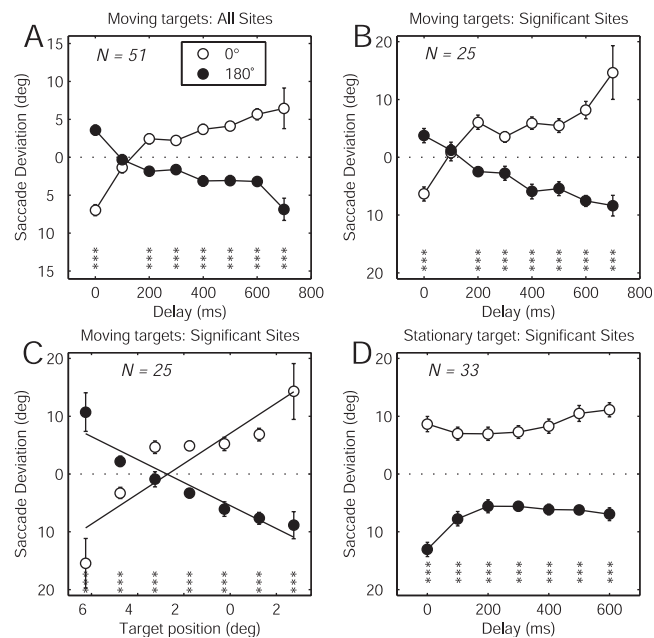 Moving targets: All Sites
A
N = 51
0°
180°
Saccade Deviation (deg)
15
10
5
0
5
10
15
*** *** *** *** *** *** ***
0 200 400 600 800
Delay (ms)
Moving targets: Significant Sites
B
N = 25
Saccade Deviation (deg)
20
10
0
10
20
*** *** *** *** *** *** ***
0 200 400 600 800
Delay (ms)
Moving targets: Significant Sites
C
N = 25
Saccade Deviation (deg)
20
10
0
10
20
*** *** *** *** *** *** ***
6 4 2 0 2
Target position (deg)
Stationary target: Significant Sites
D
N = 33
Saccade Deviation (deg)
20
10
0
10
20
*** *** *** *** *** *** ***
0 200 400 600
Delay (ms)